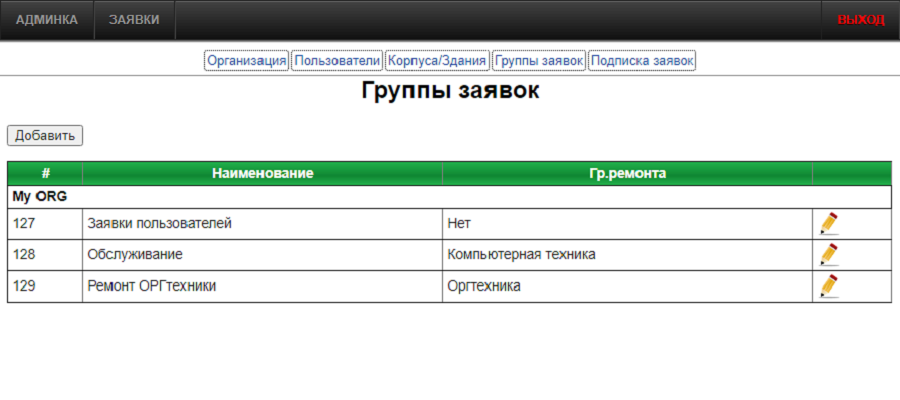 АДМИНКА ЗАЯВКИ ВЫХОД
Организация Пользователи Корпуса/Здания Группы заявок Подписка заявок
Группы заявок
Добавить
# Наименование Гр.ремонта
My ORG
127 Заявки пользователей Нет
128 Обслуживание Компьютерная техника
129 Ремонт ОРГтехники Оргтехника